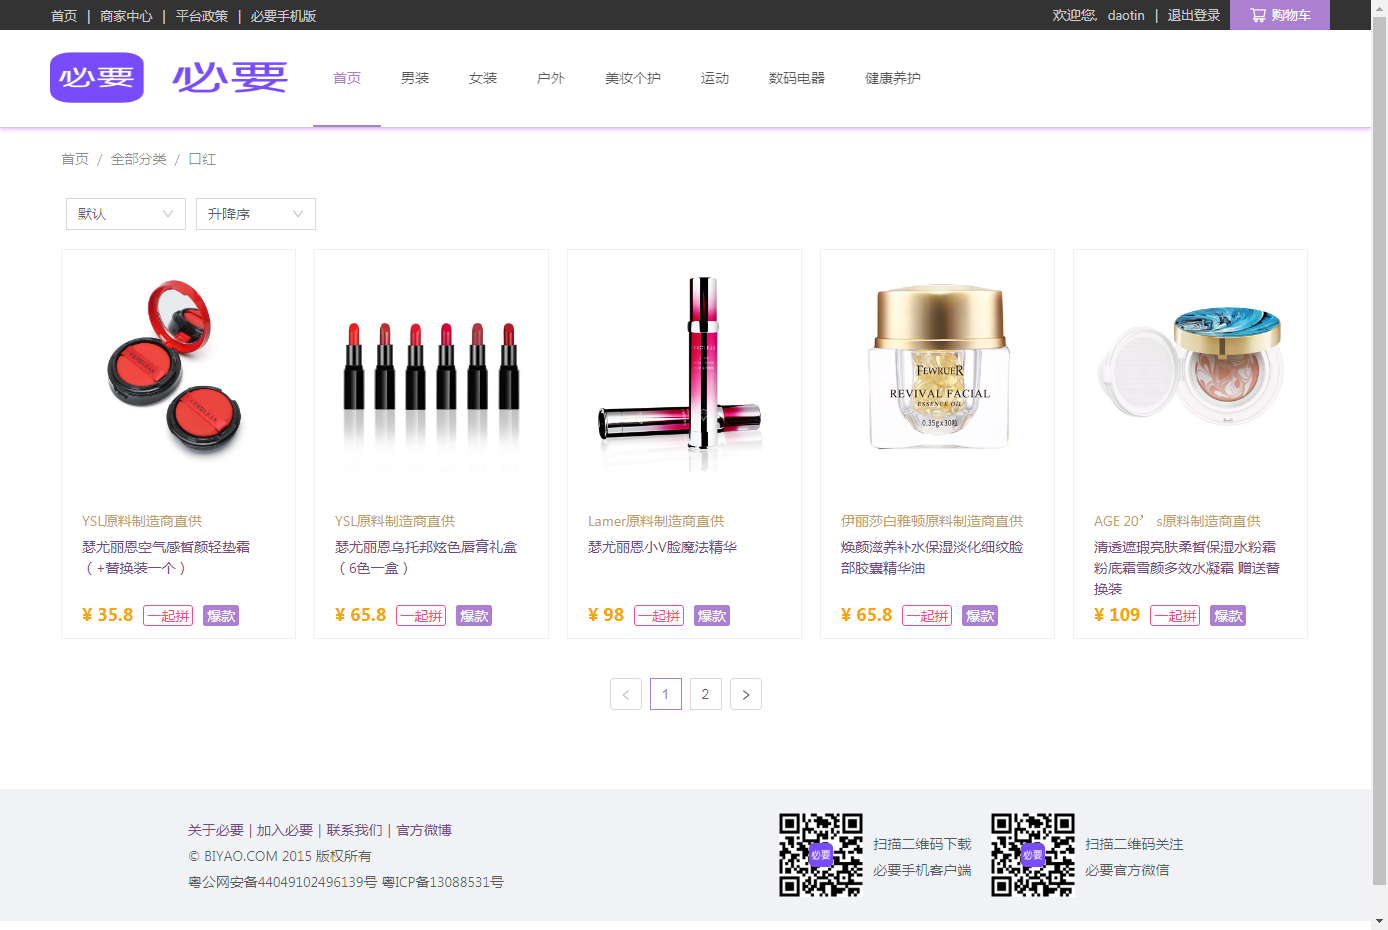 首页 | 商家中心 | 平台政策 | 必要手机版
欢迎您, daotin | 退出登录 购物车
必要 必要 首页 男装 女装 户外 美妆个护 运动 数码电器 健康养护
首页 / 全部分类 / 口红
默认 升降序
FEWRUER
REVIVAL FACIAL
ESSENCE OIL
0.35gx30粒
YSL原料制造商直供
瑟尤丽恩空气感皙颜轻垫霜
（+替换装一个）
¥ 35.8 一起拼 爆款
YSL原料制造商直供
瑟尤丽恩乌托邦炫色唇膏礼盒
（6色一盒）
¥ 65.8 一起拼 爆款
Lamer原料制造商直供
瑟尤丽恩小V脸魔法精华
¥ 98 一起拼 爆款
伊丽莎白雅顿原料制造商直供
焕颜滋养补水保湿淡化细纹脸
部胶囊精华油
¥ 65.8 一起拼 爆款
AGE 20’s原料制造商直供
清透遮瑕亮肤柔皙保湿水粉霜
粉底霜雪颜多效水凝霜 赠送替
换装
¥ 109 一起拼 爆款
< 1 2 >
关于必要 | 加入必要 | 联系我们 | 官方微博
© BIYAO.COM 2015 版权所有
粤公网安备44049102496139号 粤ICP备13088531号
必要
扫描二维码下载
必要手机客户端
必要
扫描二维码关注
必要官方微信